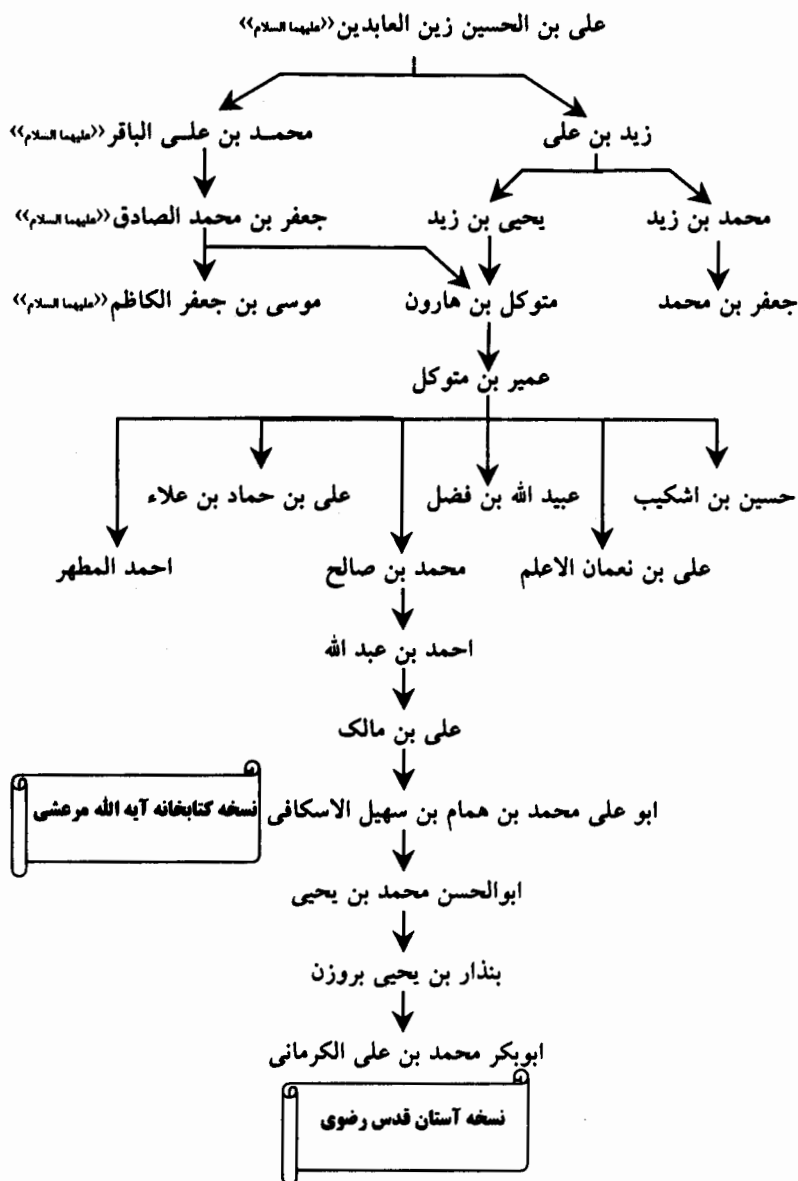 علی بن الحسین زین العابدین ‹‹علیهما السلام››
زید بن علی
محمــد بن علــی الباقر ‹‹علیهما السلام››
محمد بن زید
یحیی بن زید
جعفر بن محمد الصادق ‹‹علیهما السلام››
جعفر بن محمد
متوکل بن هارون
موسی بن جعفر الکاظم ‹‹علیهما السلام››
عمیر بن متوکل
حسین بن اشکیب
عبید الله بن فضل
علی بن حماد بن علاء
علی بن نعمان الاعلم
محمد بن صالح
احمد المطهر
احمد بن عبد الله
علی بن مالک
ابو علی محمد بن همام بن سهیل الاسکافی
نسخه کتابخانه آیه الله مرعشی
ابوالحسن محمد بن یحیی
بنذار بن یحیی بروزن
ابوبکر محمد بن علی الکرمانی
نسخه آستان قدس رضوی